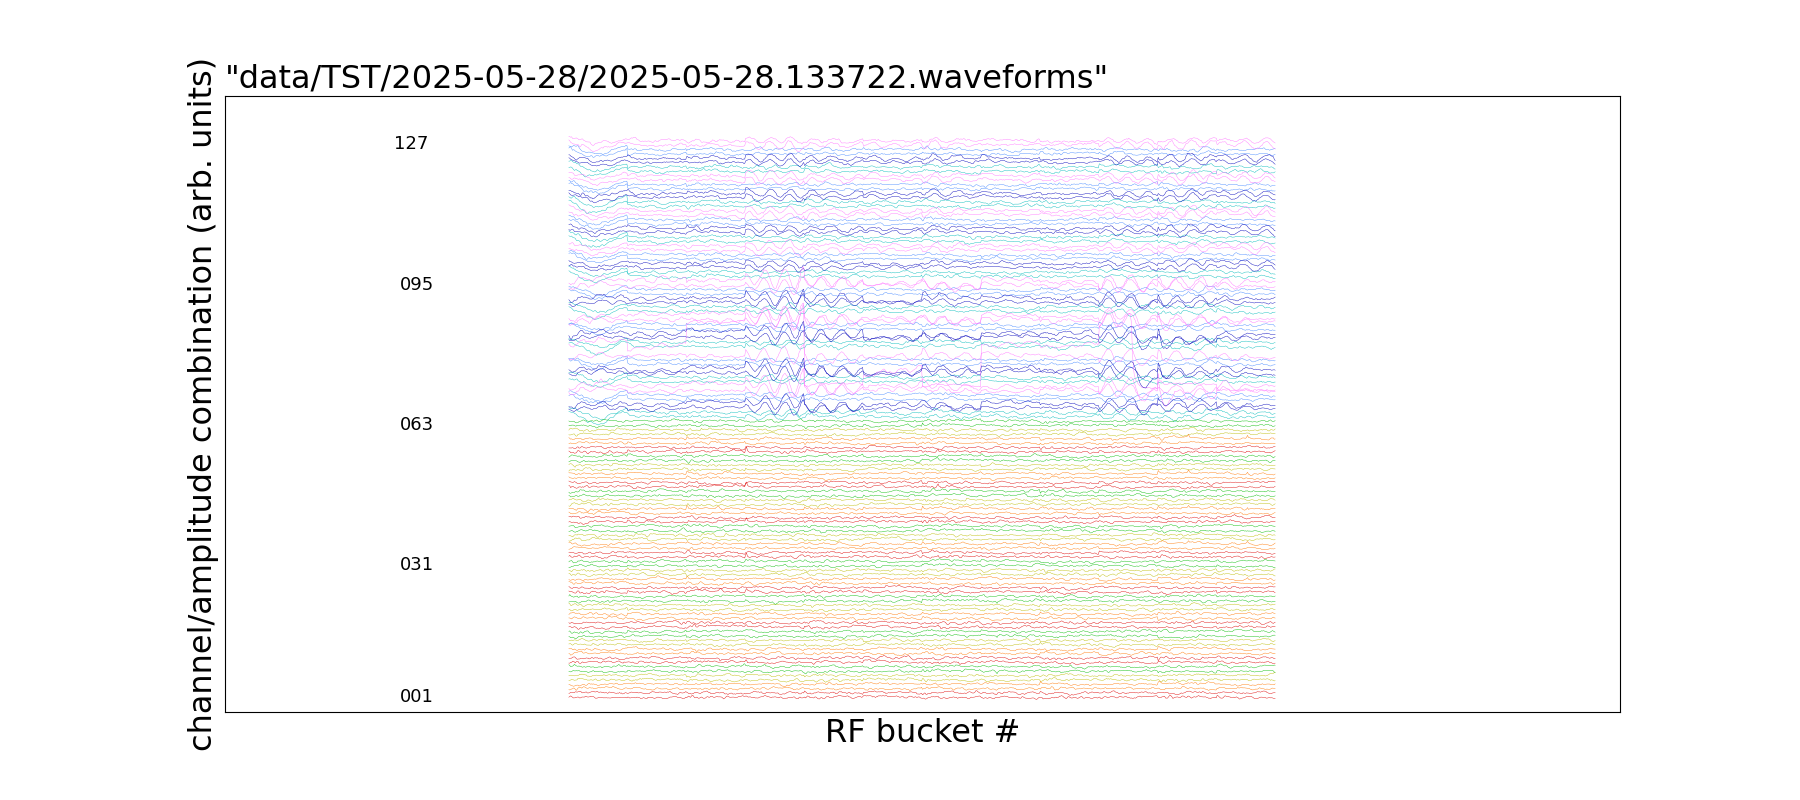 "data/TST/2025-05-28/2025-05-28.133722.waveforms"
channel/amplitude combination (arb. units)
127
095
063
031
001
RF bucket #